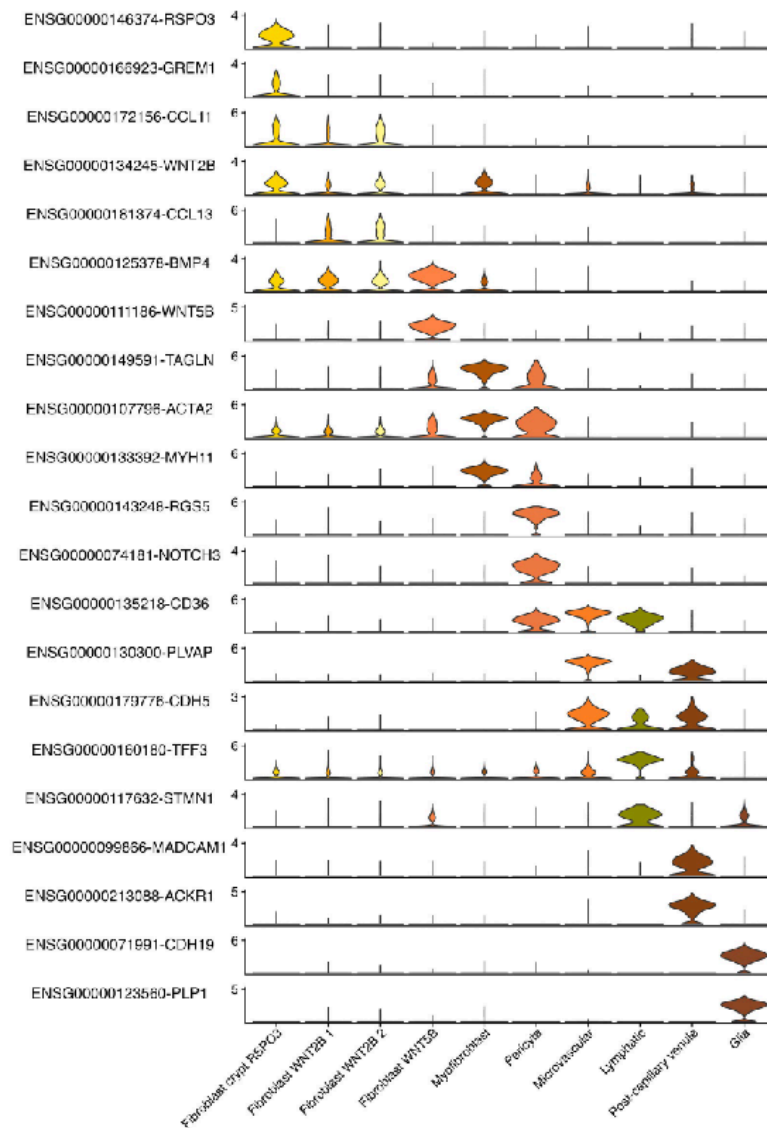 ENSG00000146374-RSPO3 4
ENSG00000166923-GREM1 4
ENSG00000172156-CCL11 6
ENSG00000134245-WNT2B 4
ENSG00000181374-CCL13 6
ENSG00000125378-BMP4 4
ENSG00000111186-WNT5B 5
ENSG00000149591-TAGLN 6
ENSG00000107796-ACTA2 6
ENSG00000133392-MYH11 6
ENSG00000143248-RGS5 6
ENSG00000074181-NOTCH3 4
ENSG00000135218-CD36 6
ENSG00000130300-PLVAP 6
ENSG00000179776-CDH5 3
ENSG00000160180-TFF3 6
ENSG00000117632-STMN1 4
ENSG00000099866-MADCAM1 4
ENSG00000213088-ACKR1 5
ENSG00000071991-CDH19 6
ENSG00000123560-PLP1 5
Fibroblast crypt RSPO3
Fibroblast WNT2B 1
Fibroblast WNT2B 2
Fibroblast WNT5B
Myofibroblast
Pericyte
Microvascular
Lymphatic
Post-capillary venule
Glia